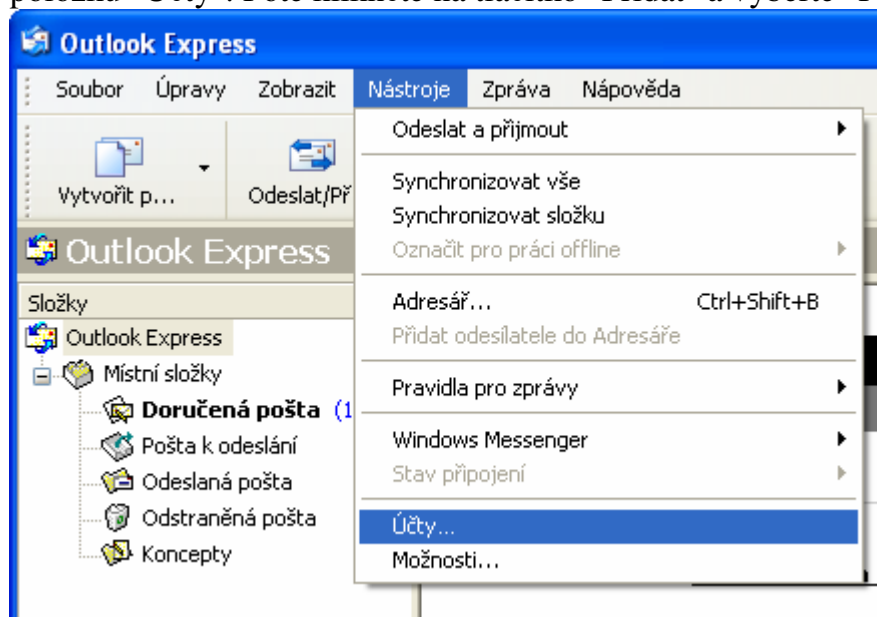 položku "Účty". Poté klikněte na tlačítko "Přidat" a vyberte
Outlook Express
Soubor Úpravy Zobrazit Nástroje Zpráva Nápověda
Vytvořit p... Odeslat/Př
Outlook Express
Složky
Outlook Express
Místní složky
Doručená pošta (1
Pošta k odeslání
Odeslaná pošta
Odstraněná pošta
Koncepty
Odeslat a přijmout
Synchronizovat vše
Synchronizovat složku
Označit pro práci offline
Adresář... Ctrl+Shift+B
Přidat odesílatele do Adresáře
Pravidla pro zprávy
Windows Messenger
Stav připojení
Účty...
Možnosti...